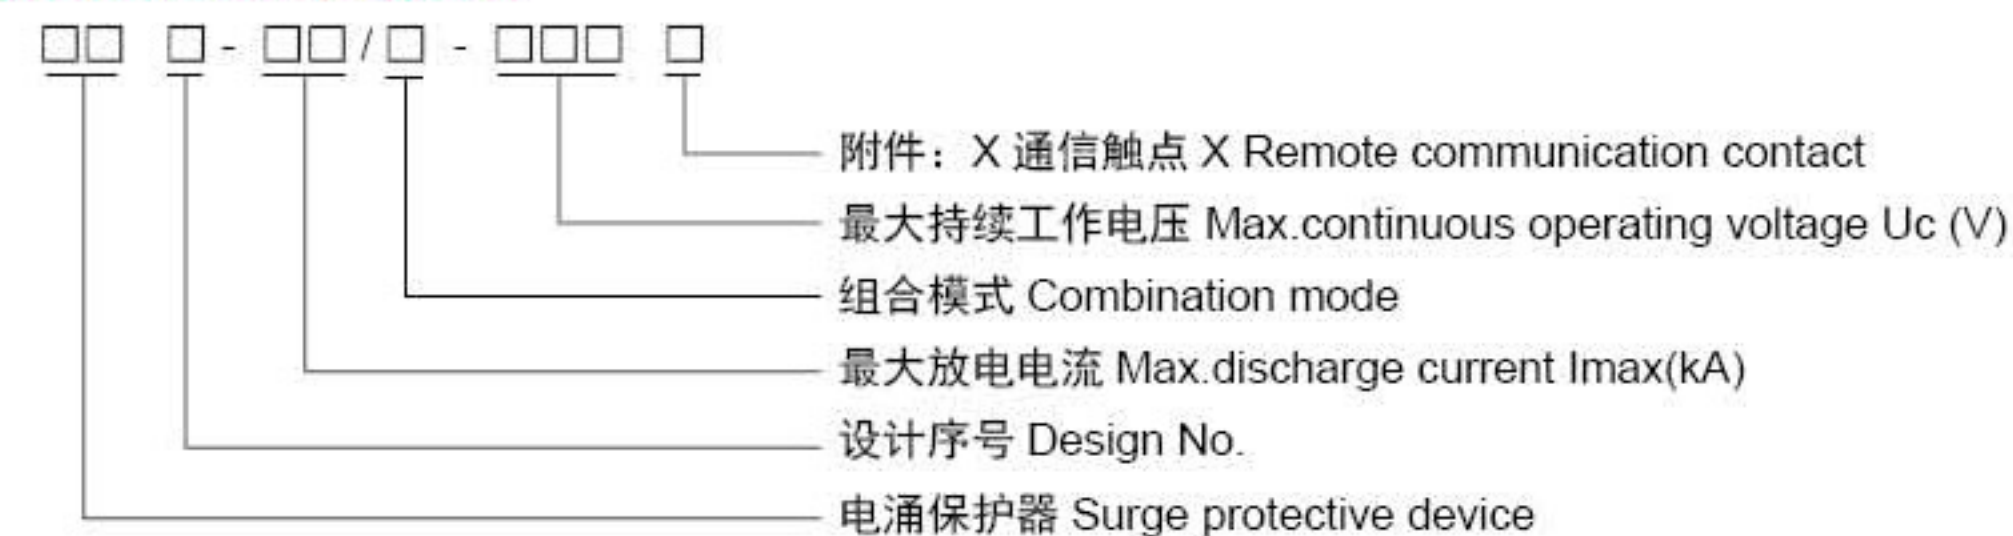 □□ □ - □□ / □ - □□□ □
附件：X 通信触点 X Remote communication contact
最大持续工作电压 Max.continuous operating voltage Uc (V)
组合模式 Combination mode
最大放电电流 Max.discharge current Imax(kA)
设计序号 Design No.
电涌保护器 Surge protective device